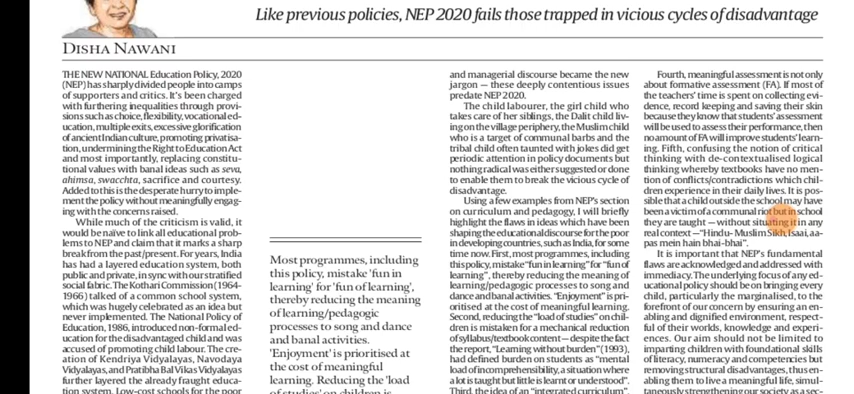 Like previous policies, NEP 2020 fails those trapped in vicious cycles of disadvantage
DISHA NAWANI
THE NEW NATIONAL Education Policy, 2020
(NEP) has sharply divided people into camps
of supporters and critics. It's been charged
with furthering inequalities through provi-
sions such as choice, flexibility, vocational ed-
ucation, multiple exits, excessive glorification
of ancient Indian culture, promoting privatisa-
tion, undermining the Right to Education Act
and most importantly, replacing constitu-
tional values with banal ideas such as seva,
ahimsa, swacchta, sacrifice and courtesy.
Added to this is the desperate hurry to imple-
ment the policy without meaningfully engag-
ing with the concerns raised.
While much of the criticism is valid, it
would be naïve to link all educational prob-
lems to NEP and claim that it marks a sharp
break from the past/present. For years, India
has had a layered education system, both
public and private, in sync with our stratified
social fabric. The Kothari Commission (1964-
1966) talked of a common school system,
which was hugely celebrated as an idea but
never implemented. The National Policy of
Education, 1986, introduced non-formal ed-
ucation for the disadvantaged child and was
accused of promoting child labour. The cre-
ation of Kendriya Vidyalayas, Navodaya
Vidyalayas, and Pratibha Bal Vikas Vidyalayas
further layered the already fraught educa-
tion system. Low-cost schools for the poor
Most programmes, including
this policy, mistake 'fun in
learning' for 'fun of learning',
thereby reducing the meaning
of learning/pedagogic
processes to song and dance
and banal activities.
'Enjoyment' is prioritised at
the cost of meaningful
learning. Reducing the 'load
of studies' on children is
and managerial discourse became the new
jargon — these deeply contentious issues
predate NEP 2020.
The child labourer, the girl child who
takes care of her siblings, the Dalit child liv-
ing on the village periphery, the Muslim child
who is a target of communal barbs and the
tribal child often taunted with jokes did get
periodic attention in policy documents but
nothing radical was either suggested or done
to enable them to break the vicious cycle of
disadvantage.
Using a few examples from NEP's section
on curriculum and pedagogy, I will briefly
highlight the flaws in ideas which have been
shaping the educational discourse for the poor
in developing countries, such as India, for some
time now. First, most programmes, including
this policy, mistake "fun in learning" for "fun of
learning", thereby reducing the meaning of
learning/pedagogic processes to song and
dance and banal activities. "Enjoyment" is pri-
oritised at the cost of meaningful learning.
Second, reducing the "load of studies" on chil-
dren is mistaken for a mechanical reduction
of syllabus/textbook content — despite the fact
the report, "Learning without burden" (1993),
had defined burden on students as "mental
load of incomprehensibility, a situation where
a lot is taught but little is learnt or understood".
Third, the idea of an "integrated curriculum",
Fourth, meaningful assessment is not only
about formative assessment (FA). If most of
the teachers' time is spent on collecting evi-
dence, record keeping and saving their skin
because they know that students' assessment
will be used to assess their performance, then
no amount of FA will improve students' learn-
ing. Fifth, confusing the notion of critical
thinking with de-contextualised logical
thinking whereby textbooks have no men-
tion of conflicts/contradictions which chil-
dren experience in their daily lives. It is pos-
sible that a child outside the school may have
been a victim of a communal riot but in school
they are taught — without situating it in any
real context — "Hindu- Muslim Sikh, Isaai, aa-
pas mein hain bhai-bhai".
It is important that NEP's fundamental
flaws are acknowledged and addressed with
immediacy. The underlying focus of any ed-
ucational policy should be on bringing every
child, particularly the marginalised, to the
forefront of our concern by ensuring an en-
abling and dignified environment, respect-
ful of their worlds, knowledge and experi-
ences. Our aim should not be limited to
imparting children with foundational skills
of literacy, numeracy and competencies but
removing structural disadvantages, thus en-
abling them to live a meaningful life, simul-
taneously strengthening our society as a sec-